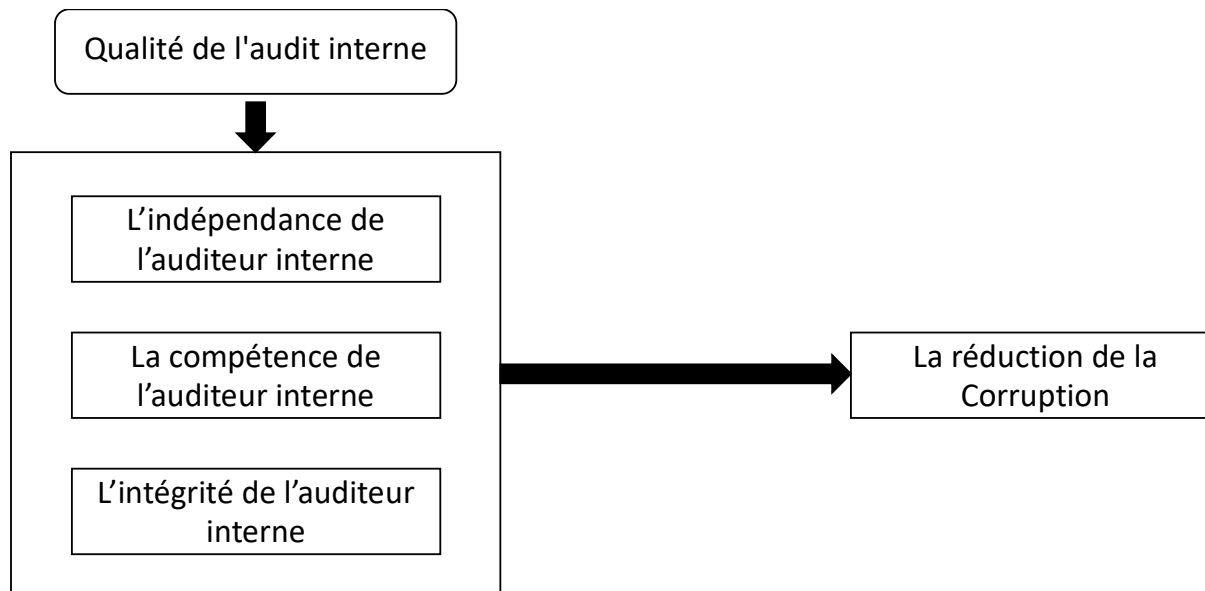 Qualité de l'audit interne
L’indépendance de
l’auditeur interne
La compétence de
l’auditeur interne
La réduction de la
Corruption
L’intégrité de l’auditeur
interne